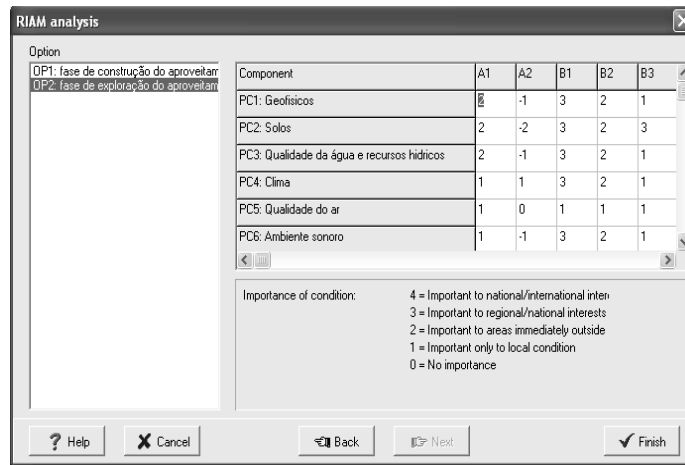 RIAM analysis
Option
OP1: fase de construção do aproveitam
OP2: fase de exploração do aproveitam
Component A1 A2 B1 B2 B3
PC1: Geofisicos 2 -1 3 2 1
PC2: Solos 2 -2 3 2 3
PC3: Qualidade da água e recursos hidricos 2 -1 3 2 1
PC4: Clima 1 1 3 2 1
PC5: Qualidade do ar 1 0 1 1 1
PC6: Ambiente sonoro 1 -1 3 2 1
Importance of condition: 4 = Important to national/international inter
3 = Important to regional/national interests
2 = Important to areas immediately outside
1 = Important only to local condition
0 = No importance
Help Cancel Back Next Finish